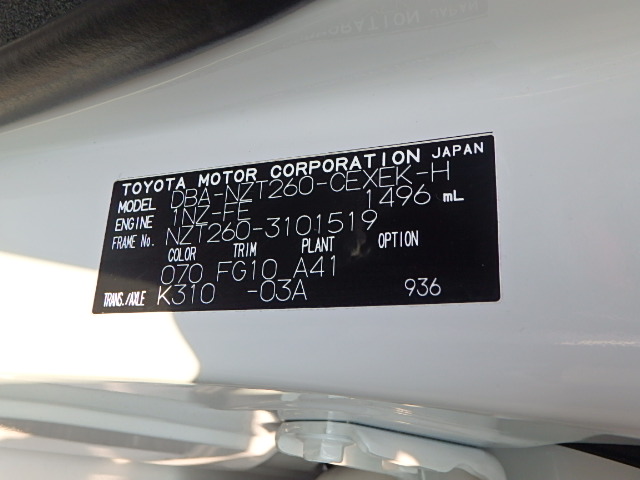 TOYOTA MOTOR CORPORATION JAPAN
MODEL DBA-NZT260-CEXEK-H
ENGINE 1NZ-FE 1496 mL
FRAME No. NZT260-3101519
COLOR TRIM PLANT OPTION
070 FG10 A41
TRANS./AXLE K310 -03A 936